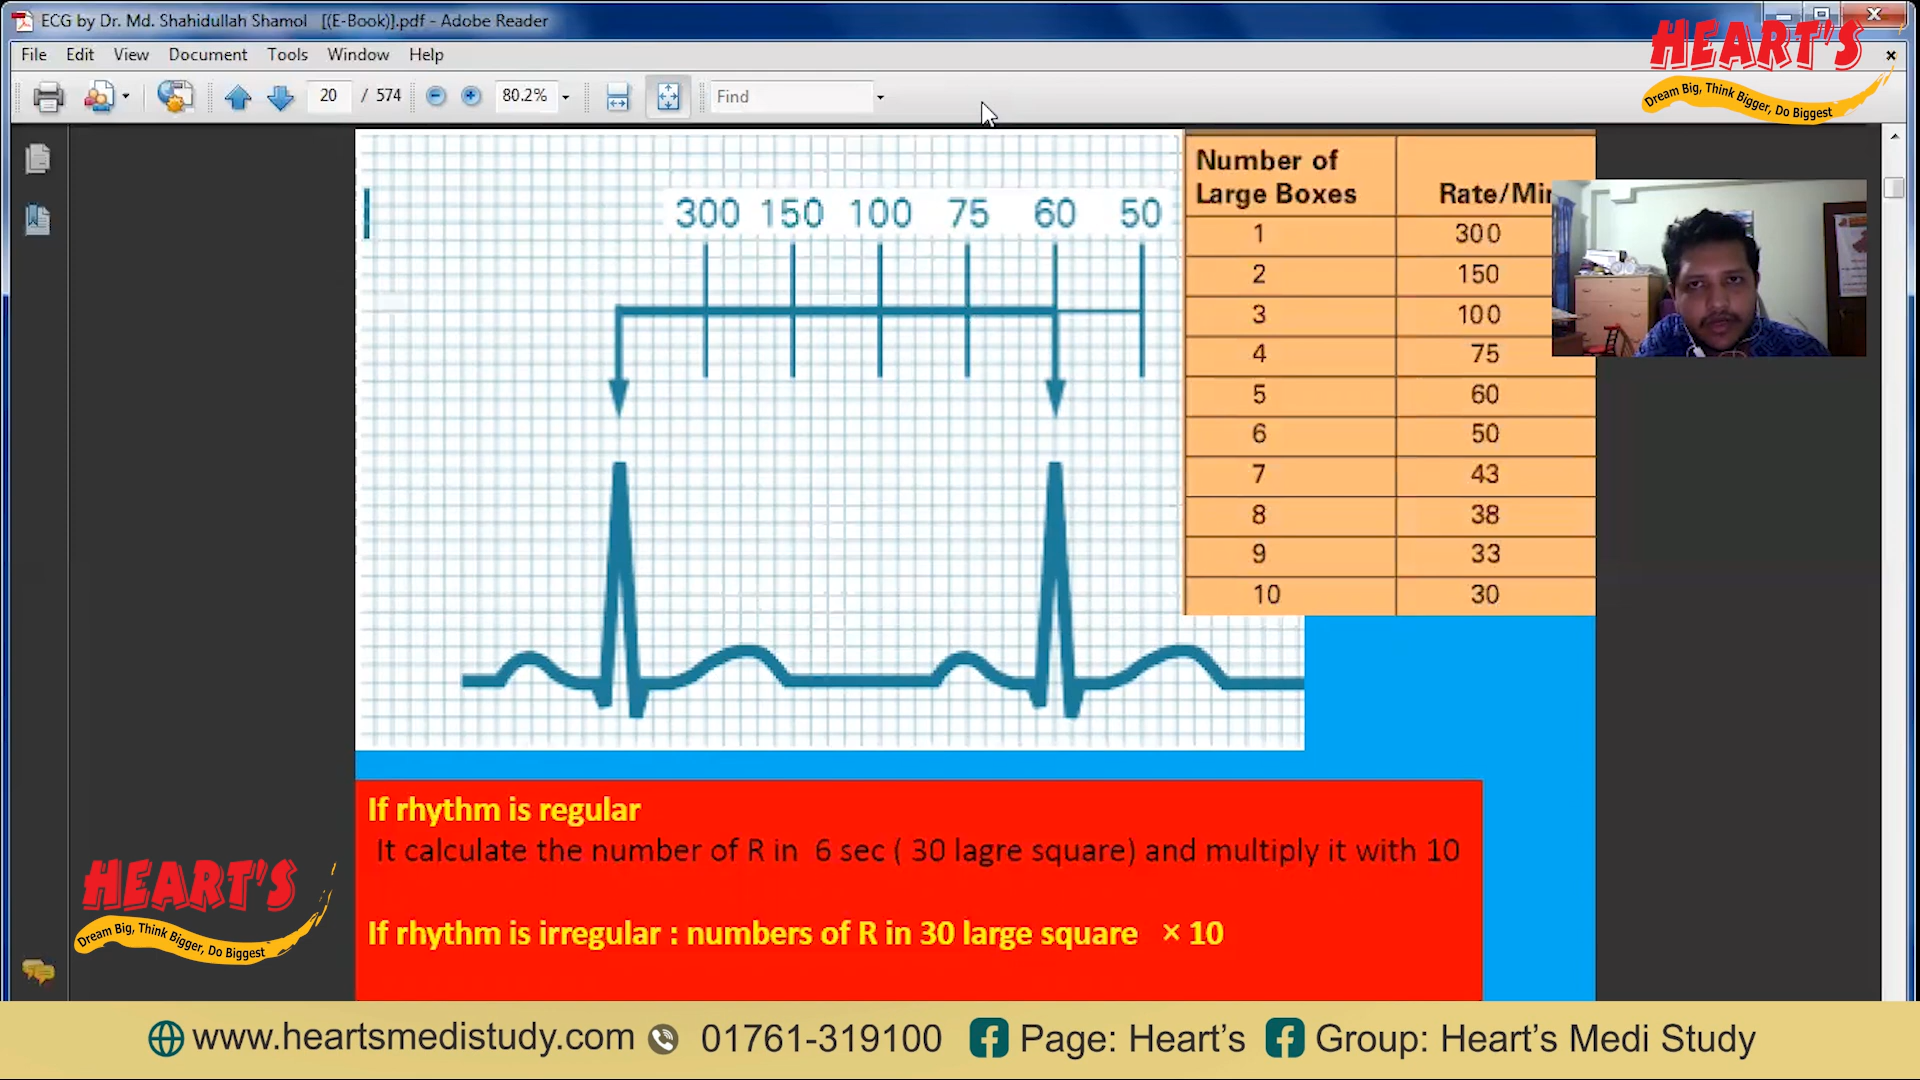 ECG by Dr. Md. Shahidullah Shamol [(E-Book)].pdf - Adobe Reader
File Edit View Document Tools Window Help
20 / 574 80.2% Find
HEART'S
Dream Big, Think Bigger, Do Biggest
300 150 100 75 60 50
Number of Large Boxes Rate/Min
1 300
2 150
3 100
4 75
5 60
6 50
7 43
8 38
9 33
10 30
If rhythm is regular
It calculate the number of R in 6 sec ( 30 lagre square) and multiply it with 10
If rhythm is irregular : numbers of R in 30 large square × 10
HEART'S
Dream Big, Think Bigger, Do Biggest
www.heartsmedistudy.com 01761-319100 Page: Heart's Group: Heart's Medi Study